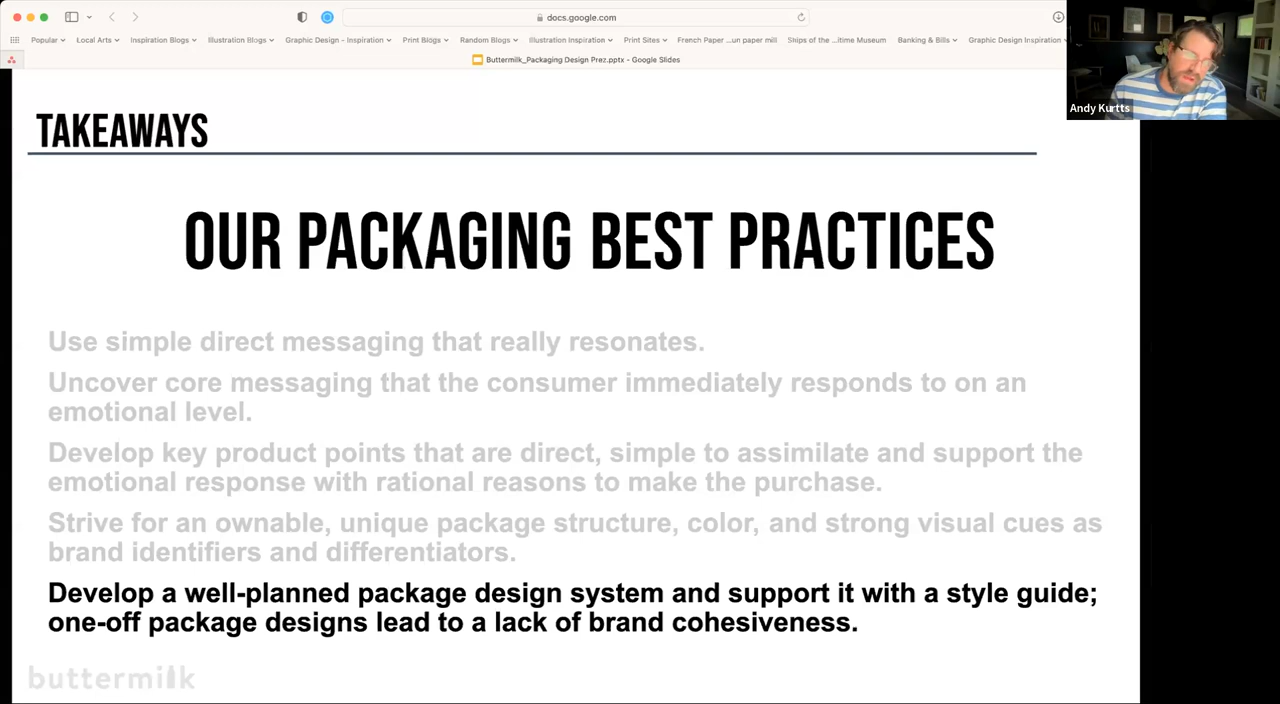 docs.google.com
Popular
Local Arts
Inspiration Blogs
Illustration Blogs
Graphic Design - Inspiration
Print Blogs
Random Blogs
Illustration Inspiration
Print Sites
French Paper ...un paper mill
Ships of the ...itime Museum
Banking & Bills
Graphic Design Inspiration
Buttermilk_Packaging Design Prez.pptx - Google Slides
Andy Kurtts
TAKEAWAYS
OUR PACKAGING BEST PRACTICES
Use simple direct messaging that really resonates.
Uncover core messaging that the consumer immediately responds to on an
emotional level.
Develop key product points that are direct, simple to assimilate and support the
emotional response with rational reasons to make the purchase.
Strive for an ownable, unique package structure, color, and strong visual cues as
brand identifiers and differentiators.
Develop a well-planned package design system and support it with a style guide;
one-off package designs lead to a lack of brand cohesiveness.
buttermilk